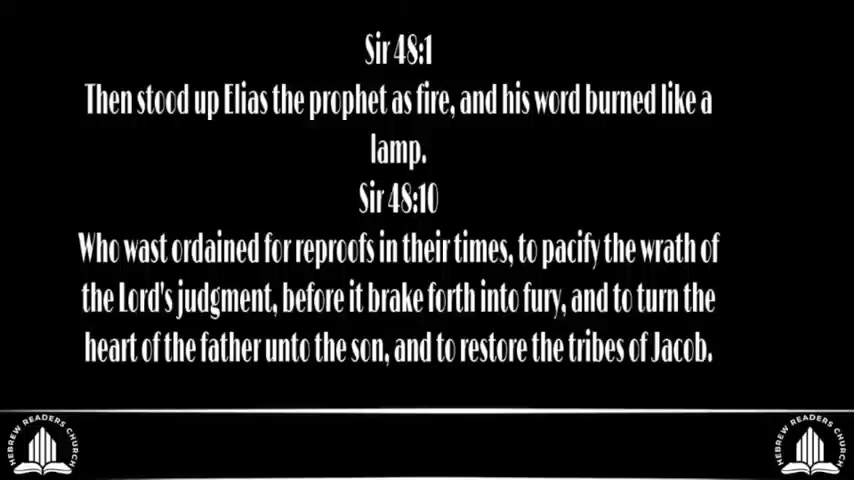 Sir 48:1
Then stood up Elias the prophet as fire, and his word burned like a
lamp.
Sir 48:10
Who wast ordained for reproofs in their times, to pacify the wrath of
the Lord's judgment, before it brake forth into fury, and to turn the
heart of the father unto the son, and to restore the tribes of Jacob.
HEBREW READERS CHURCH
HEBREW READERS CHURCH